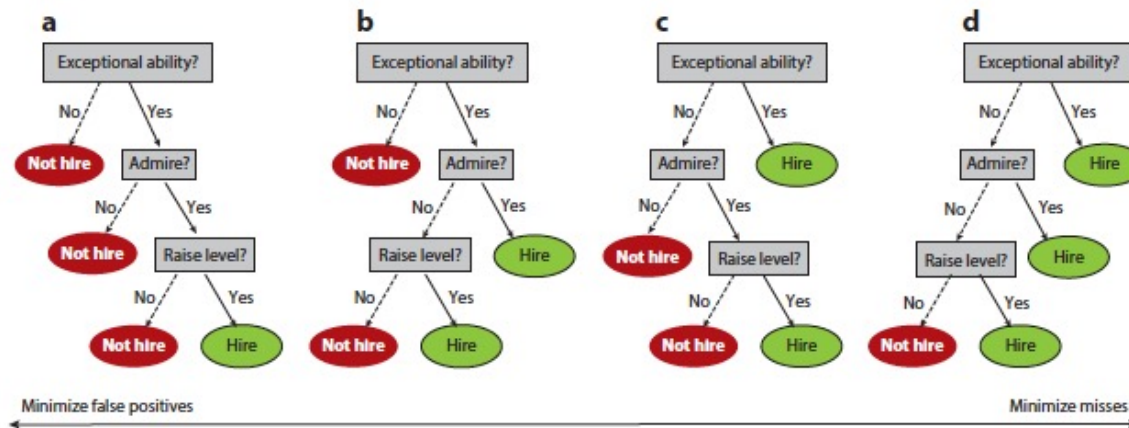 a
b
c
d
Exceptional ability?
Exceptional ability?
Exceptional ability?
Exceptional ability?
No
Yes
No
Yes
No
Yes
No
Yes
Not hire
Admire?
Not hire
Admire?
Admire?
Hire
Admire?
Hire
No
Yes
No
Yes
No
Yes
No
Yes
Not hire
Raise level?
Raise level?
Hire
Not hire
Raise level?
Raise level?
Hire
No
Yes
No
Yes
No
Yes
No
Yes
Not hire
Hire
Not hire
Hire
Not hire
Hire
Not hire
Hire
Minimize false positives
Minimize misses